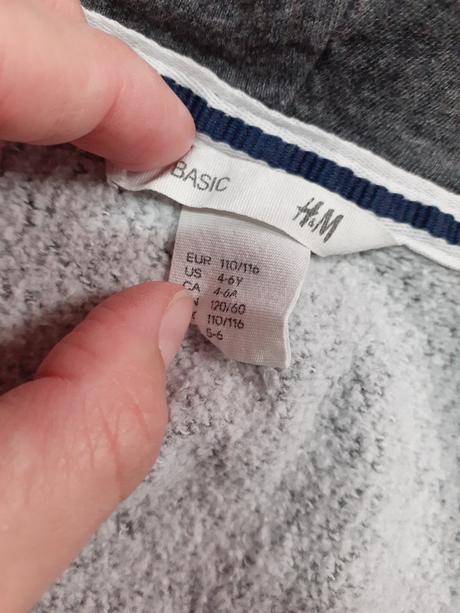 BASIC H&M
EUR 110/116
US 4-6Y
CA 4-6A
120/60
110/116
5-6